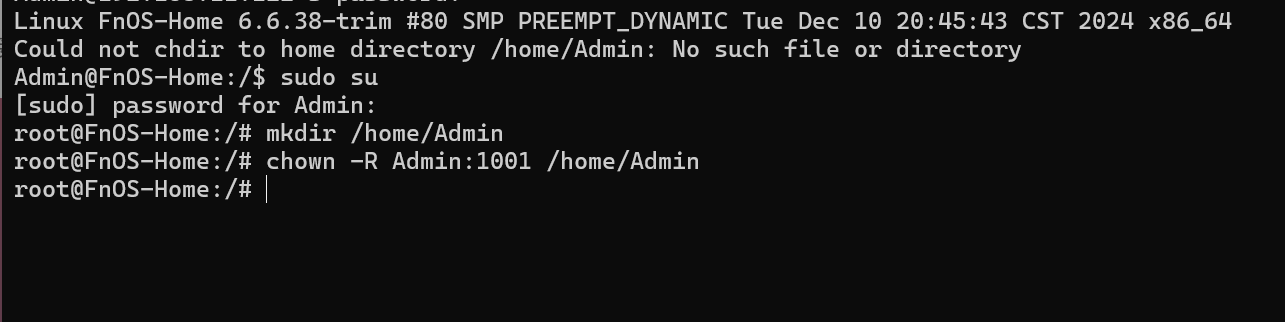 Linux FnOS-Home 6.6.38-trim #80 SMP PREEMPT_DYNAMIC Tue Dec 10 20:45:43 CST 2024 x86_64
Could not chdir to home directory /home/Admin: No such file or directory
Admin@FnOS-Home:/$ sudo su
[sudo] password for Admin:
root@FnOS-Home:/# mkdir /home/Admin
root@FnOS-Home:/# chown -R Admin:1001 /home/Admin
root@FnOS-Home:/#